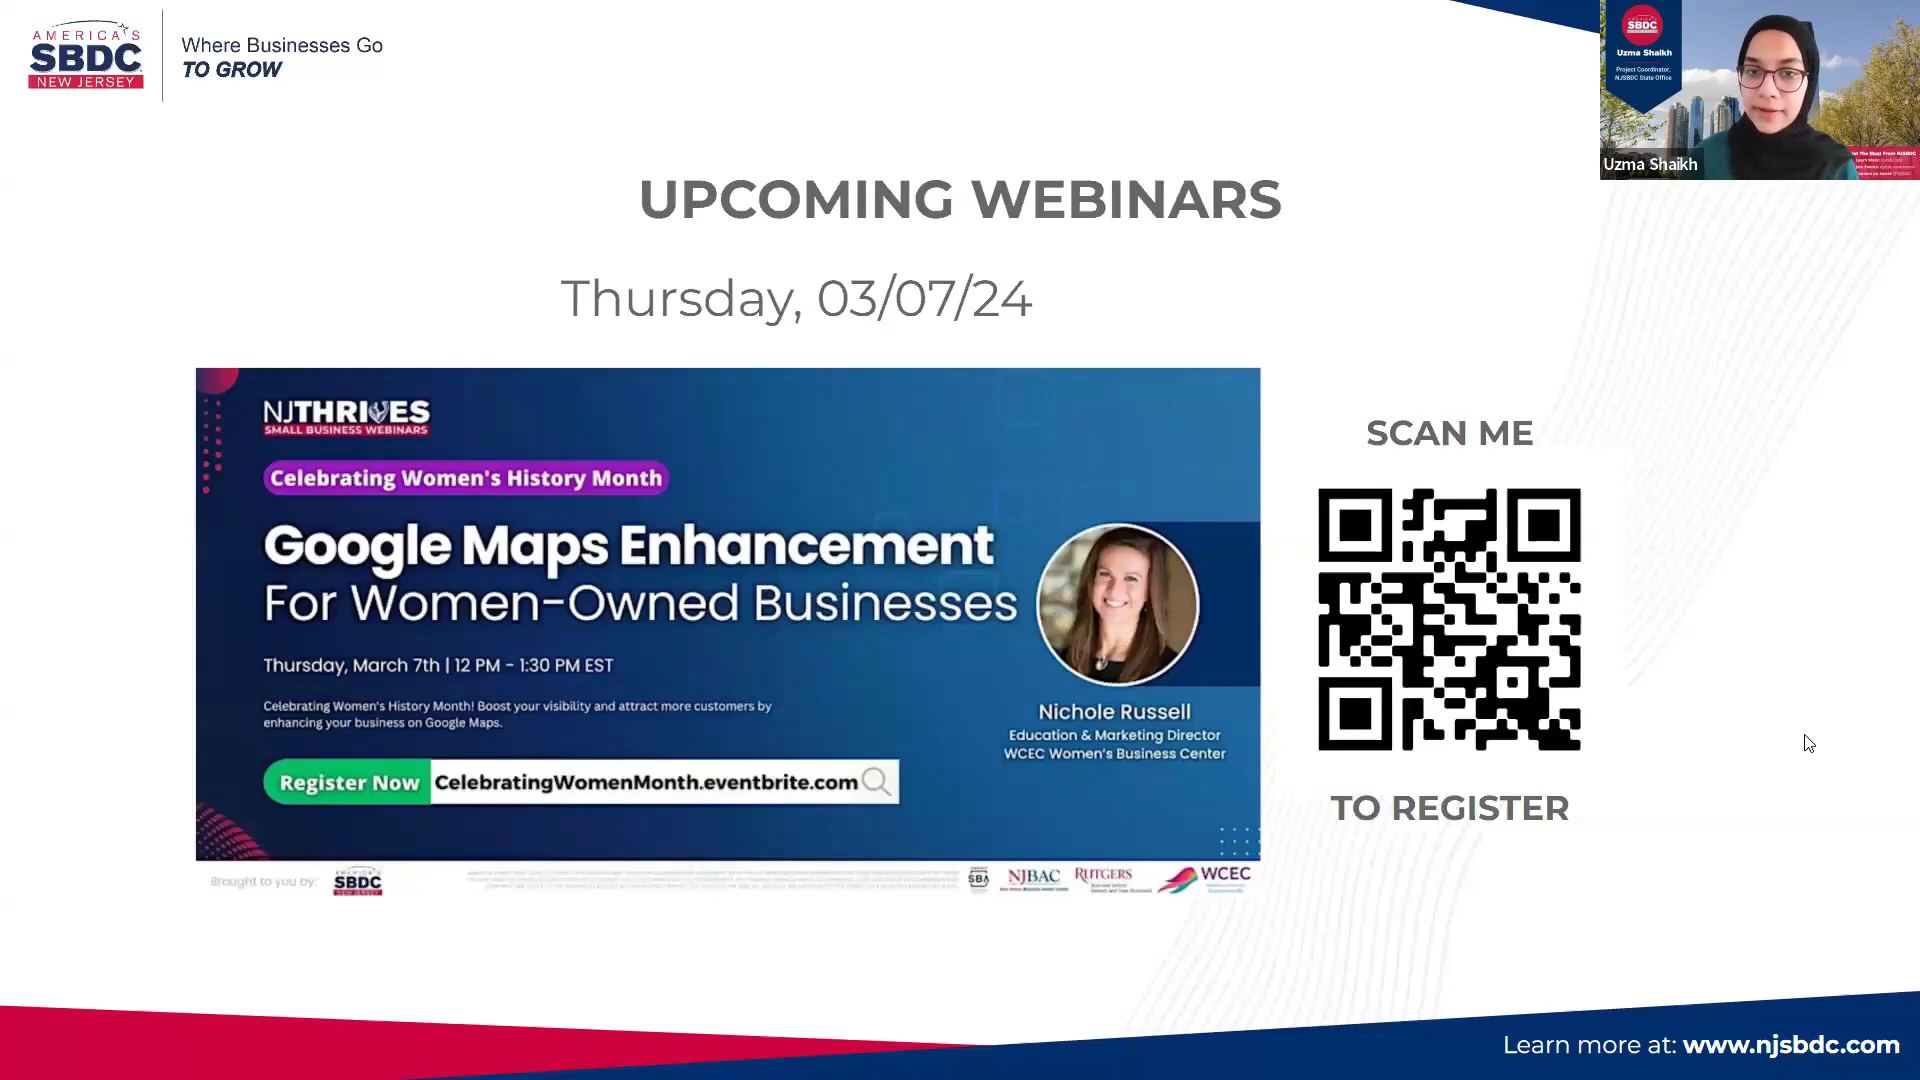 AMERICA'S
SBDC
NEW JERSEY
Where Businesses Go
TO GROW
SBDC
Uzma Shaikh
Project Coordinator,
NJSBDC State Office
Uzma Shaikh
UPCOMING WEBINARS
Thursday, 03/07/24
NJTHRIVES
SMALL BUSINESS WEBINARS
Celebrating Women's History Month
Google Maps Enhancement
For Women-Owned Businesses
Thursday, March 7th | 12 PM - 1:30 PM EST
Celebrating Women's History Month! Boost your visibility and attract more customers by
enhancing your business on Google Maps.
Register Now CelebratingWomenMonth.eventbrite.com
Nichole Russell
Education & Marketing Director
WCEC Women's Business Center
SCAN ME
TO REGISTER
Brought to you by:
AMERICA'S
SBDC
NEW JERSEY
SBA
NJBAC
RUTGERS
WCEC
Learn more at: www.njsbdc.com